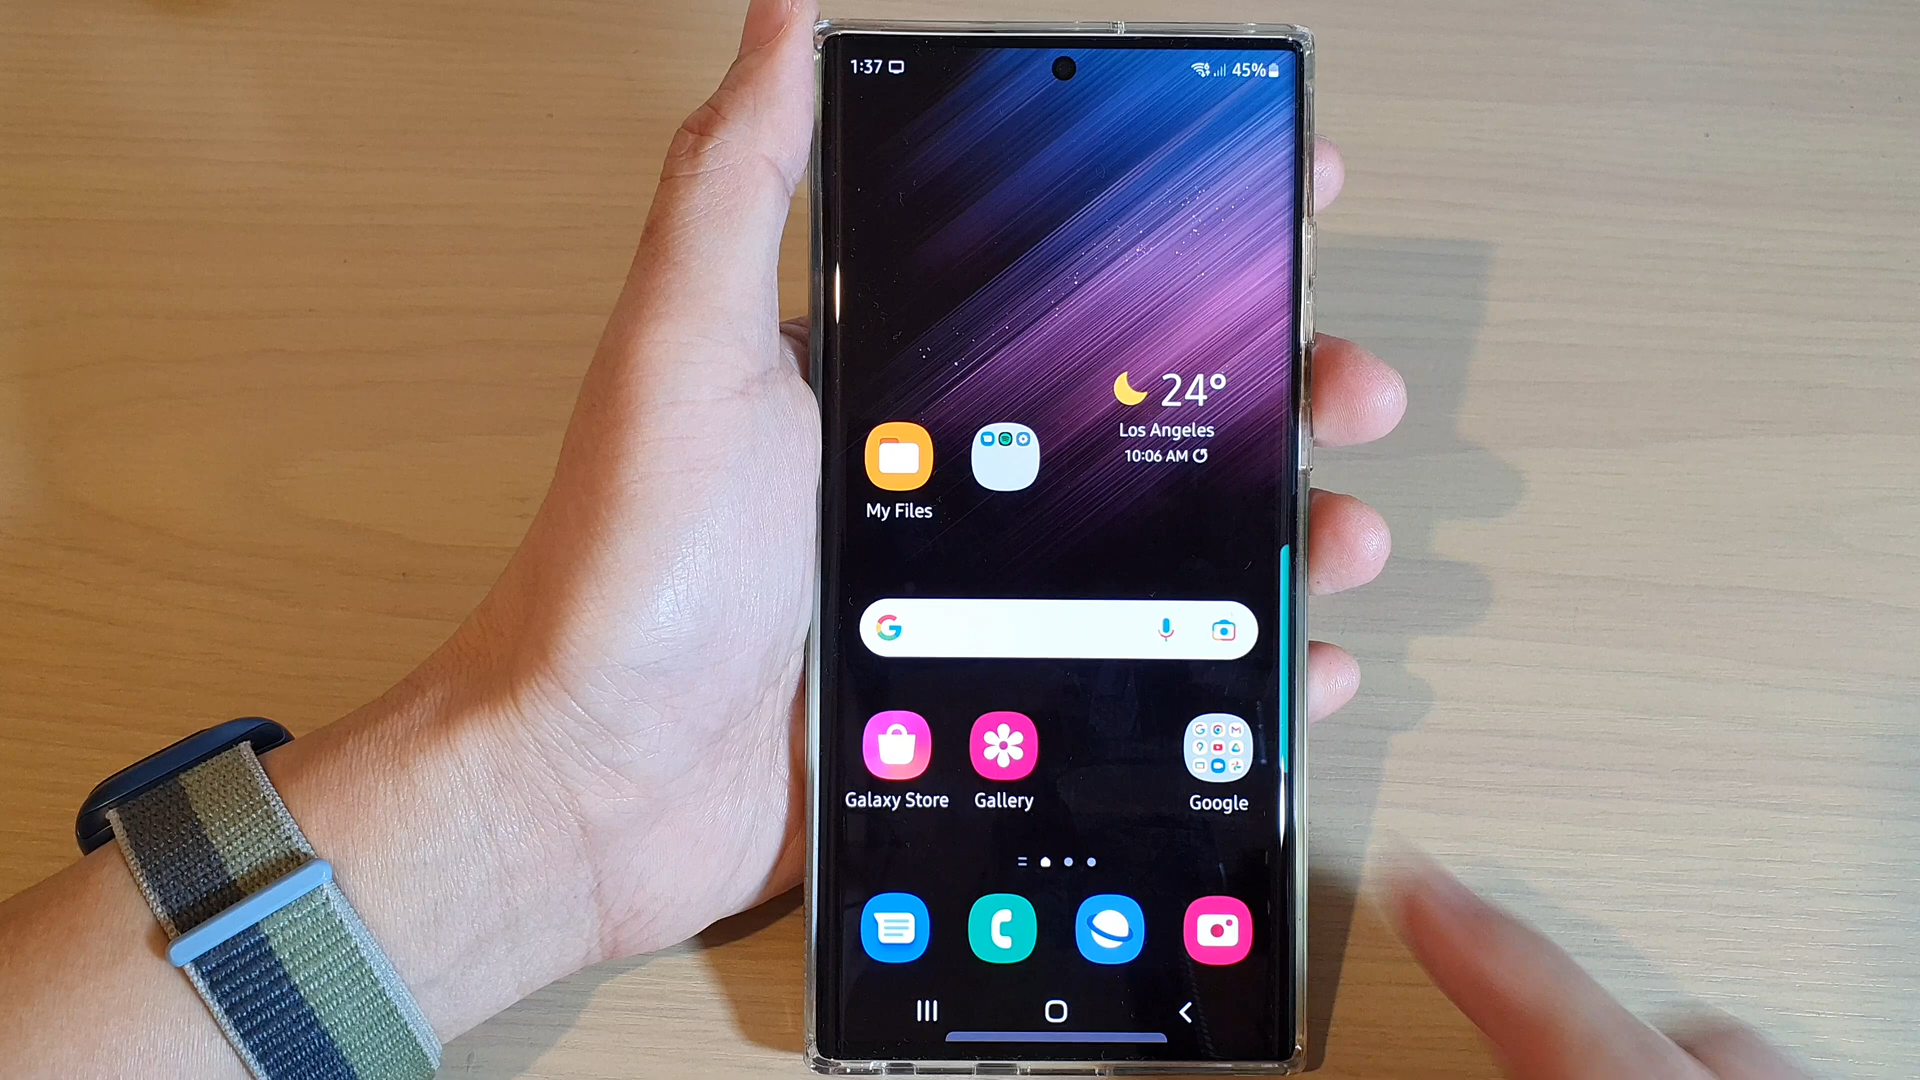 1:37
45%
24°
Los Angeles
10:06 AM
My Files
G
Galaxy Store
Gallery
Google